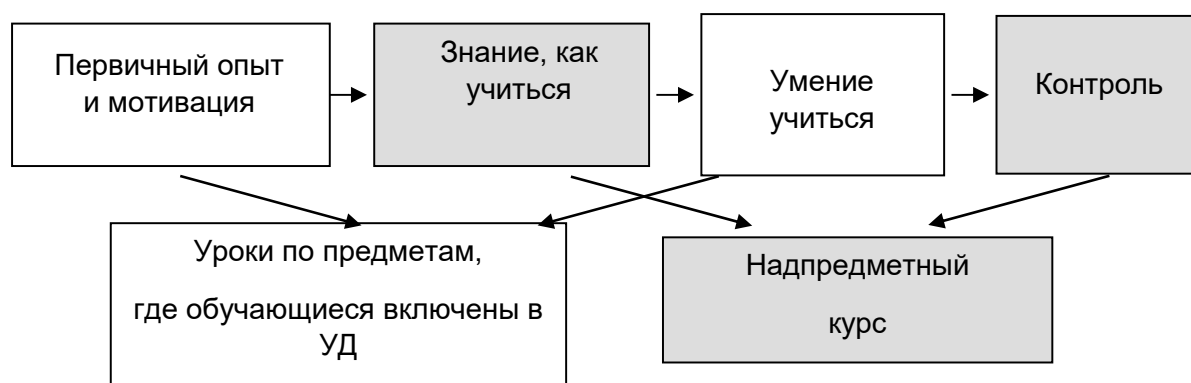 Первичный опыт
и мотивация
Знание, как
учиться
Умение
учиться
Контроль
Уроки по предметам,
где обучающиеся включены в
УД
Надпредметный
курс